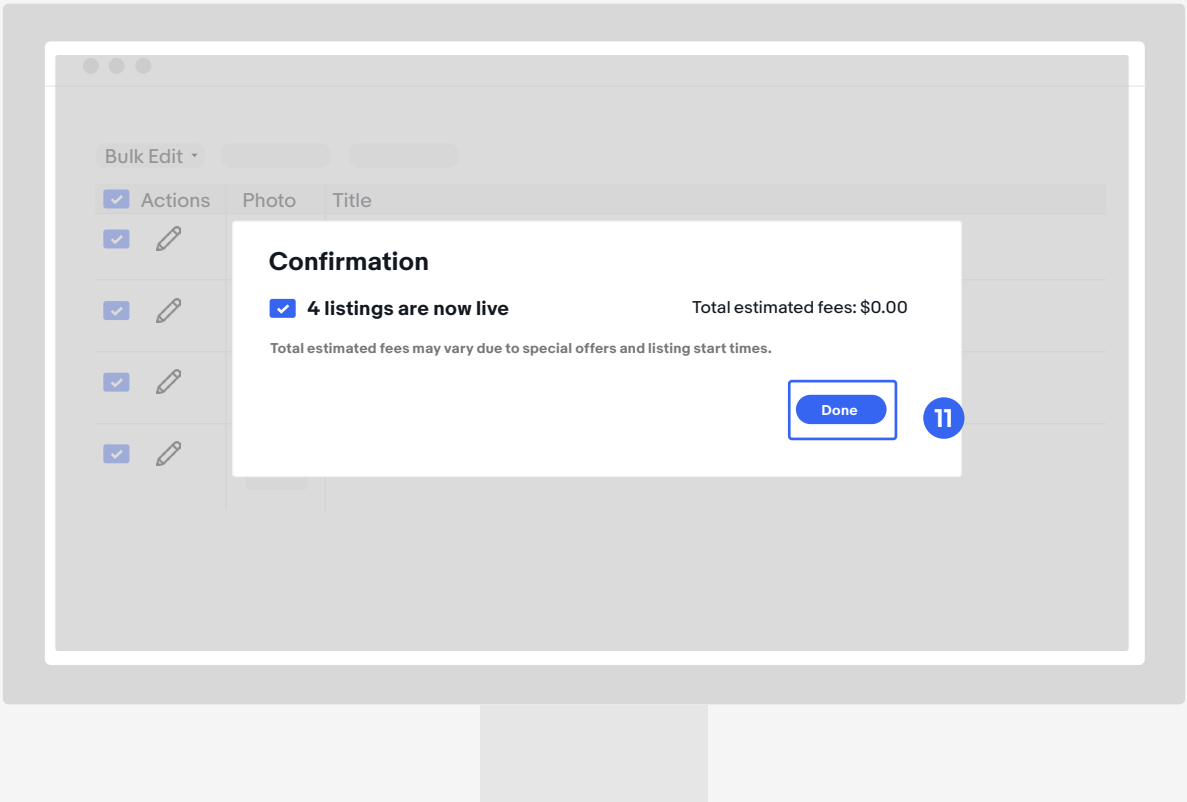 Bulk Edit
Actions Photo Title
Confirmation
4 listings are now live Total estimated fees: $0.00
Total estimated fees may vary due to special offers and listing start times.
Done
11